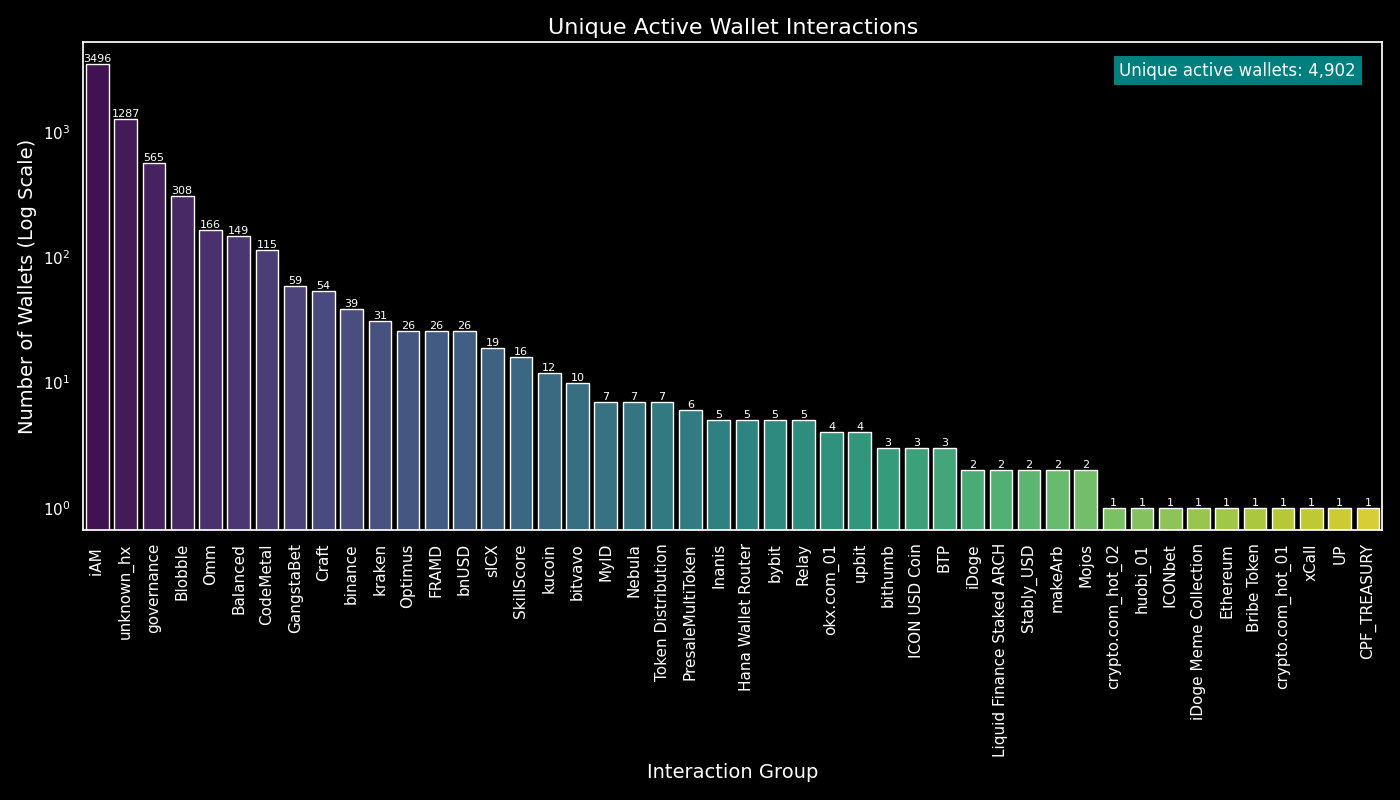 Unique Active Wallet Interactions
Unique active wallets: 4,902
Number of Wallets (Log Scale)
10³
10²
10¹
10⁰
3496
1287
565
308
166
149
115
59
54
39
31
26
26
26
19
16
12
10
7
7
7
6
5
5
5
5
4
4
3
3
3
2
2
2
2
2
1
1
1
1
1
1
1
1
1
1
iAM
unknown_hx
governance
Blobble
Omm
Balanced
CodeMetal
GangstaBet
Craft
binance
kraken
Optimus
FRAMD
bnUSD
sICX
SkillScore
kucoin
bitvavo
MyID
Nebula
Token Distribution
PresaleMultiToken
Inanis
Hana Wallet Router
bybit
Relay
okx.com_01
upbit
bithumb
ICON USD Coin
BTP
iDoge
Liquid Finance Staked ARCH
Stably_USD
makeArb
Mojos
crypto.com_hot_02
huobi_01
ICONbet
iDoge Meme Collection
Ethereum
Bribe Token
crypto.com_hot_01
xCall
UP
CPF_TREASURY
Interaction Group